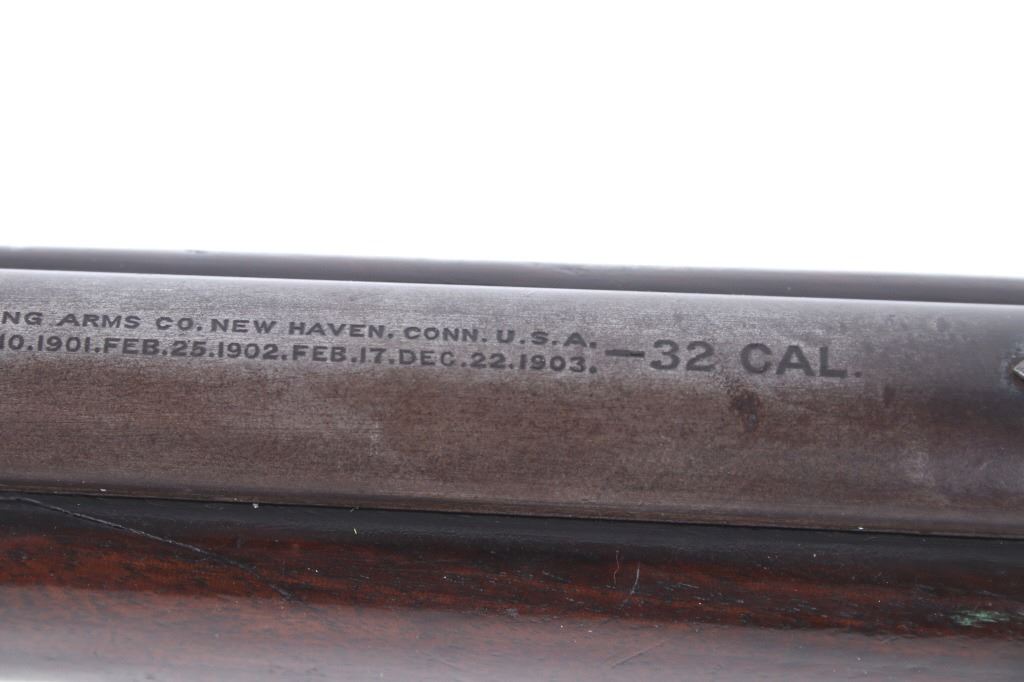 NG ARMS CO. NEW HAVEN. CONN. U.S.A.
10.1901.FEB.25.1902.FEB.17.DEC.22.1903.
—32 CAL.